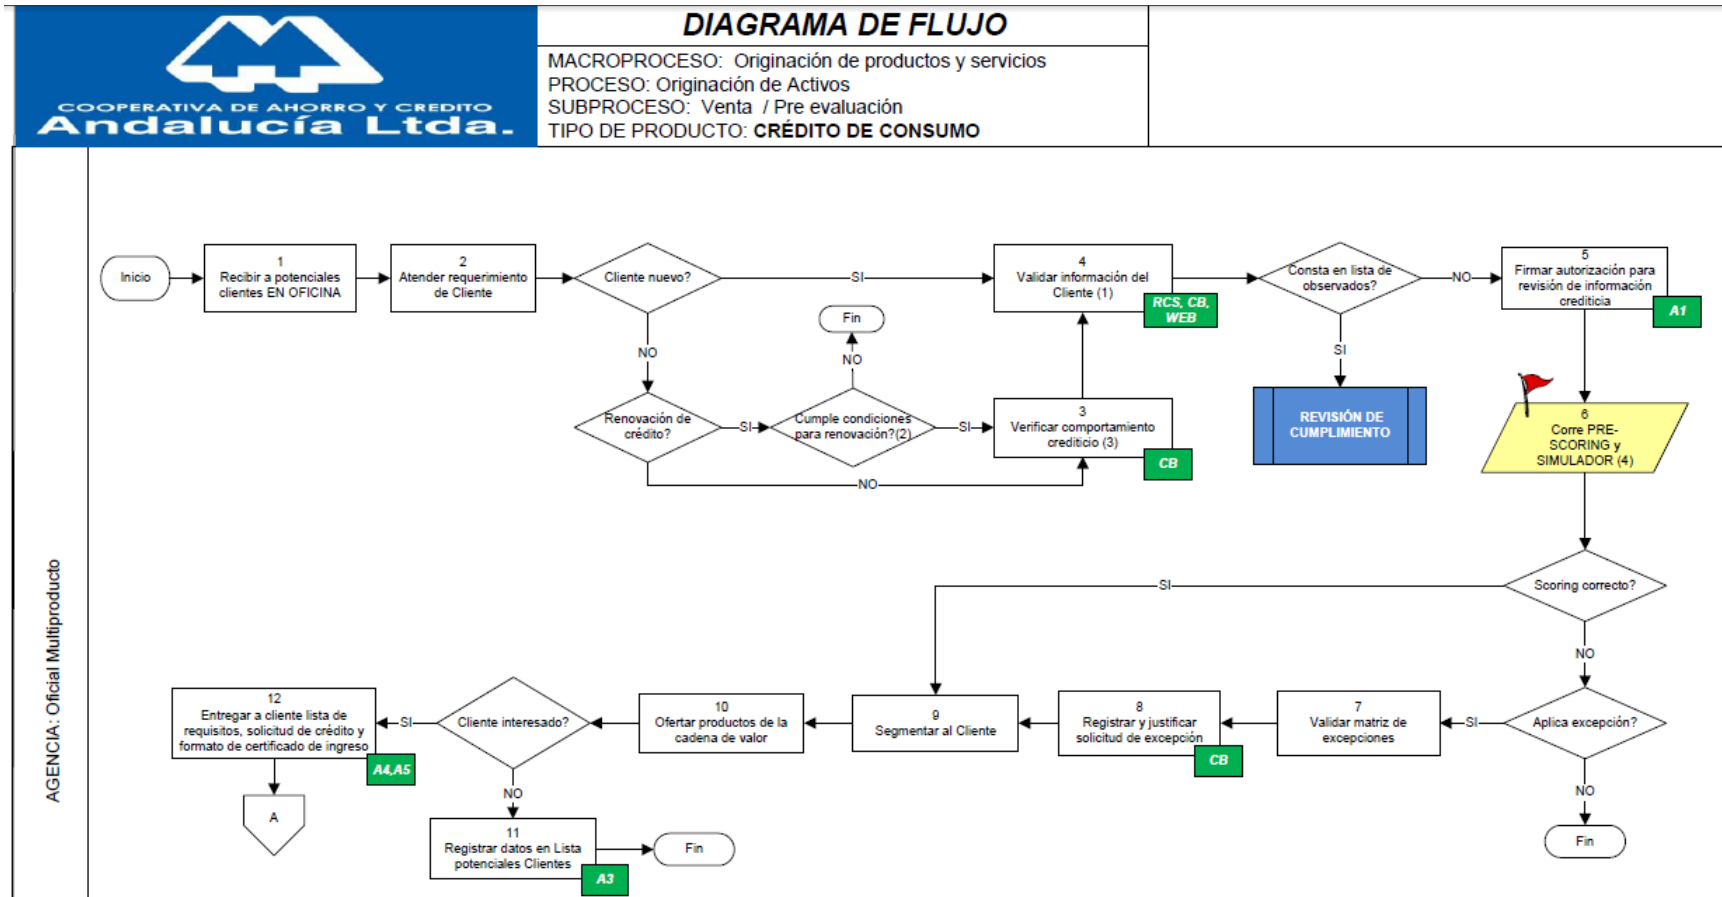 DIAGRAMA DE FLUJO
COOPERATIVA DE AHORRO Y CREDITO
Andalucía Ltda.
MACROPROCESO: Originación de productos y servicios
PROCESO: Originación de Activos
SUBPROCESO: Venta / Pre evaluación
TIPO DE PRODUCTO: CRÉDITO DE CONSUMO
AGENCIA: Oficial Multiproducto
Inicio
1
Recibir a potenciales
clientes EN OFICINA
2
Atender requerimiento
de Cliente
Cliente nuevo?
SI
4
Validar información del
Cliente (1)
RCS, CB,
WEB
Consta en lista de
observados?
NO
5
Firmar autorización para
revisión de información
crediticia
A1
Fin
NO
NO
SI
Renovación de
crédito?
SI
Cumple condiciones
para renovación?(2)
SI
3
Verificar comportamiento
crediticio (3)
CB
NO
REVISIÓN DE
CUMPLIMIENTO
6
Corre PRE-
SCORING y
SIMULADOR (4)
Scoring correcto?
SI
NO
Aplica excepción?
SI
7
Validar matriz de
excepciones
8
Registrar y justificar
solicitud de excepción
CB
9
Segmentar al Cliente
10
Ofertar productos de la
cadena de valor
Cliente interesado?
SI
12
Entregar a cliente lista de
requisitos, solicitud de crédito y
formato de certificado de ingreso
A4,A5
A
NO
11
Registrar datos en Lista
potenciales Clientes
A3
Fin
NO
Fin